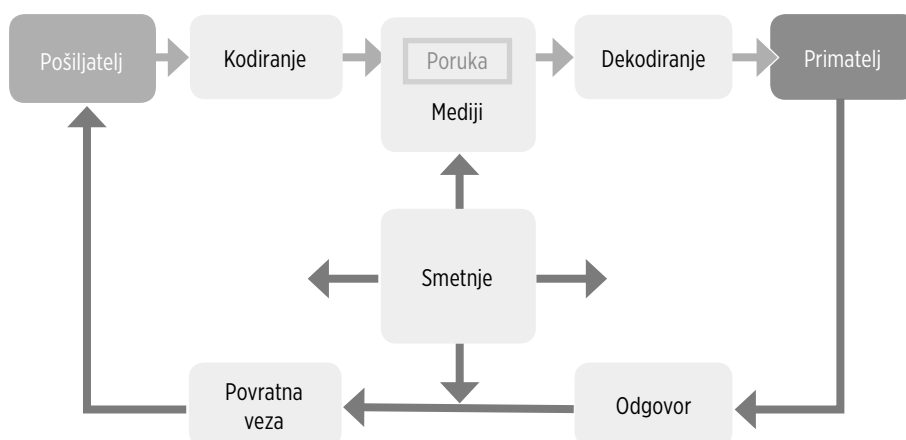 Pošiljatelj
Kodiranje
Poruka
Mediji
Dekodiranje
Primatelj
Smetnje
Povratna
veza
Odgovor